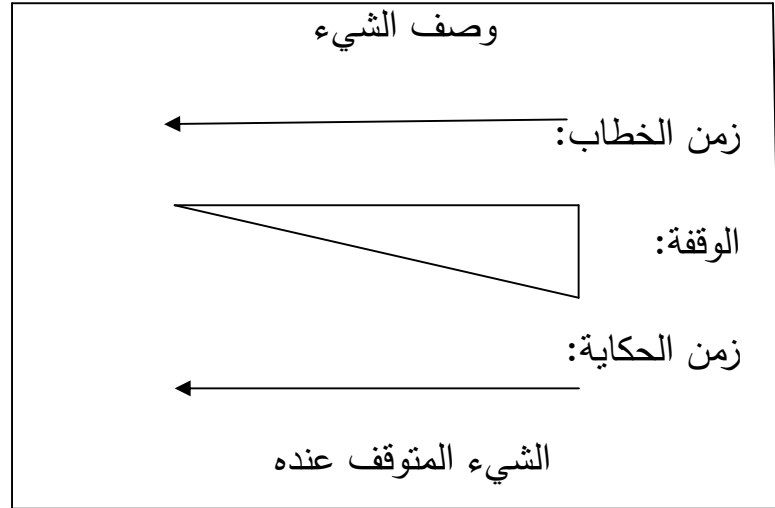 وصف الشيء
زمن الخطاب:
الوقفة:
زمن الحكاية:
الشيء المتوقف عنده